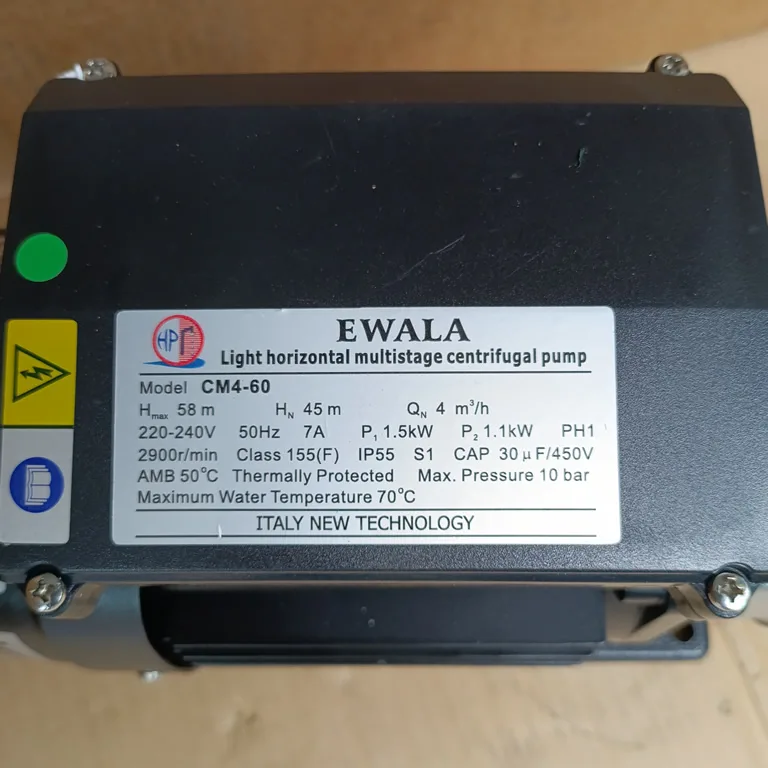 HPr
EWALA
Light horizontal multistage centrifugal pump
Model CM4-60
Hmax 58 m HN 45 m QN 4 m³/h
220-240V 50Hz 7A P1 1.5kW P2 1.1kW PH1
2900r/min Class 155(F) IP55 S1 CAP 30μF/450V
AMB 50°C Thermally Protected Max. Pressure 10 bar
Maximum Water Temperature 70°C
ITALY NEW TECHNOLOGY